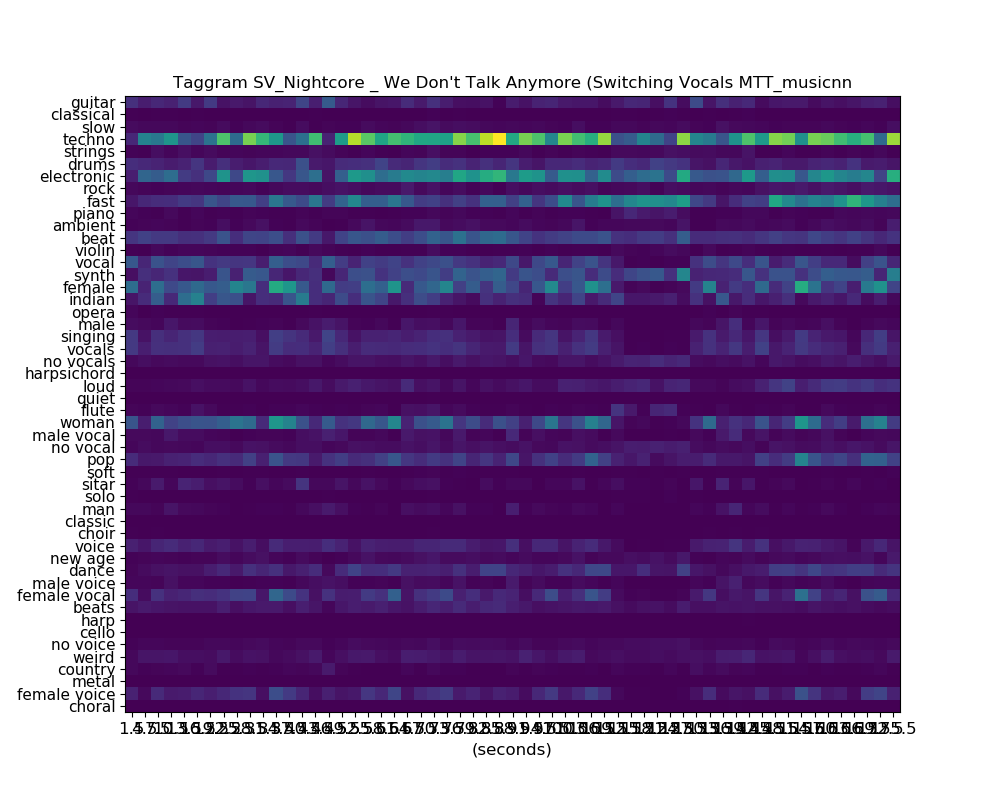 Taggram SV_Nightcore _ We Don't Talk Anymore (Switching Vocals MTT_musicnn
guitar
classical
slow
techno
strings
drums
electronic
rock
fast
piano
ambient
beat
violin
vocal
synth
female
indian
opera
male
singing
vocals
no vocals
harpsichord
loud
quiet
flute
woman
male vocal
no vocal
pop
soft
sitar
solo
man
classic
choir
voice
new age
dance
male voice
female vocal
beats
harp
cello
no voice
weird
country
metal
female voice
choral
(seconds)